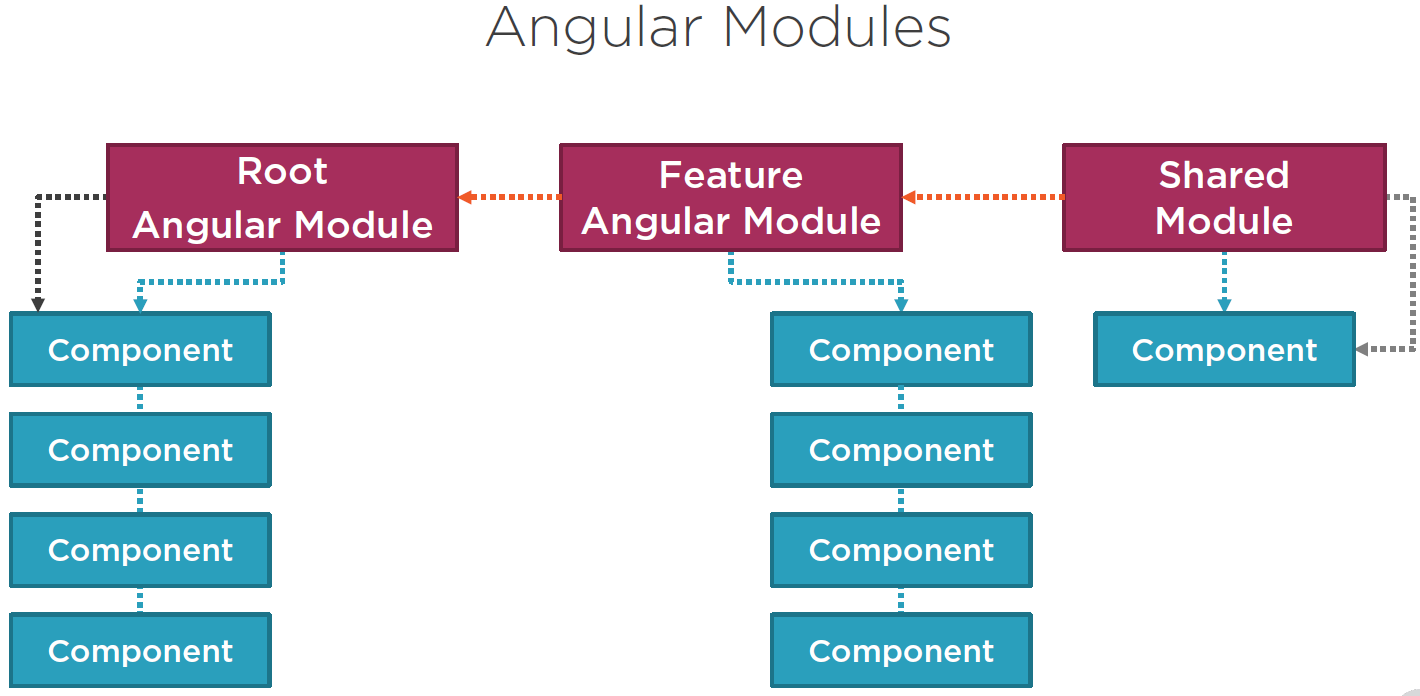 Angular Modules
Root
Angular Module
Feature
Angular Module
Shared
Module
Component
Component
Component
Component
Component
Component
Component
Component
Component